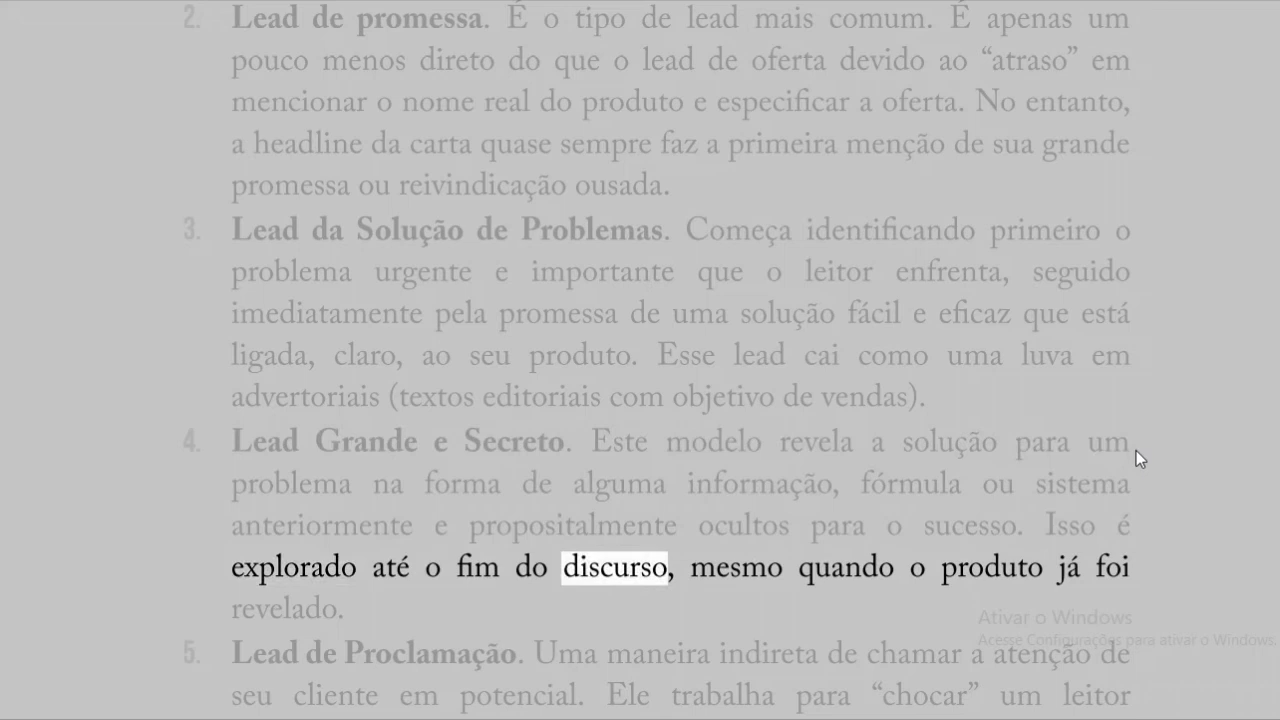 2. Lead de promessa. É o tipo de lead mais comum. É apenas um
pouco menos direto do que o lead de oferta devido ao “atraso” em
mencionar o nome real do produto e especificar a oferta. No entanto,
a headline da carta quase sempre faz a primeira menção de sua grande
promessa ou reivindicação ousada.
3. Lead da Solução de Problemas. Começa identificando primeiro o
problema urgente e importante que o leitor enfrenta, seguido
imediatamente pela promessa de uma solução fácil e eficaz que está
ligada, claro, ao seu produto. Esse lead cai como uma luva em
advertoriais (textos editoriais com objetivo de vendas).
4. Lead Grande e Secreto. Este modelo revela a solução para um
problema na forma de alguma informação, fórmula ou sistema
anteriormente e propositalmente ocultos para o sucesso. Isso é
explorado até o fim do discurso, mesmo quando o produto já foi
revelado.
Ativar o Windows
Acesse Configurações para ativar o Windows.
5. Lead de Proclamação. Uma maneira indireta de chamar a atenção de
seu cliente em potencial. Ele trabalha para “chocar” um leitor